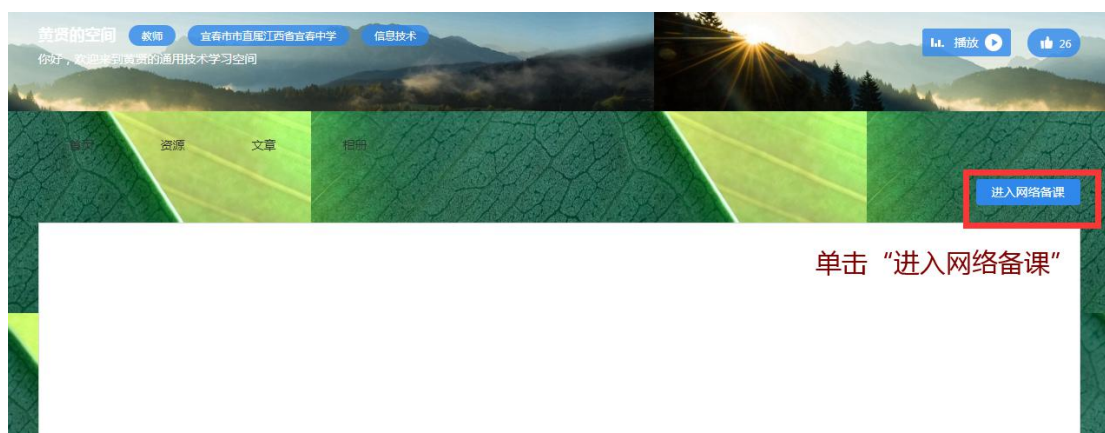 黄贤的空间 教师 宜春市市直属江西省宜春中学 信息技术
播放 26
你好，欢迎来到黄贤的通用技术学习空间
首页 资源 文章 相册
进入网络备课
单击“进入网络备课”